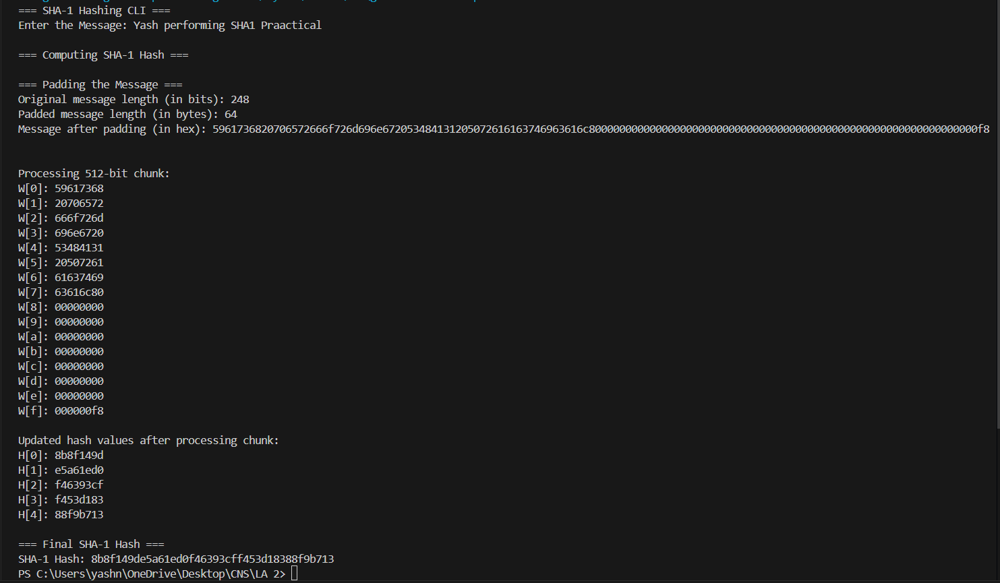 === SHA-1 Hashing CLI ===
Enter the Message: Yash performing SHA1 Praactical
=== Computing SHA-1 Hash ===
=== Padding the Message ===
Original message length (in bits): 248
Padded message length (in bytes): 64
Message after padding (in hex): 5961736820706572666f726d696e672053484131205072616163746963616c8000000000000000000000000000000000000000000000000000000000000000f8
Processing 512-bit chunk:
W[0]: 59617368
W[1]: 20706572
W[2]: 666f726d
W[3]: 696e6720
W[4]: 53484131
W[5]: 20507261
W[6]: 61637469
W[7]: 63616c80
W[8]: 00000000
W[9]: 00000000
W[a]: 00000000
W[b]: 00000000
W[c]: 00000000
W[d]: 00000000
W[e]: 00000000
W[f]: 000000f8
Updated hash values after processing chunk:
H[0]: 8b8f149d
H[1]: e5a61ed0
H[2]: f46393cf
H[3]: f453d183
H[4]: 88f9b713
=== Final SHA-1 Hash ===
SHA-1 Hash: 8b8f149de5a61ed0f46393cff453d18388f9b713
PS C:\Users\yashn\OneDrive\Desktop\CNS\LA 2>